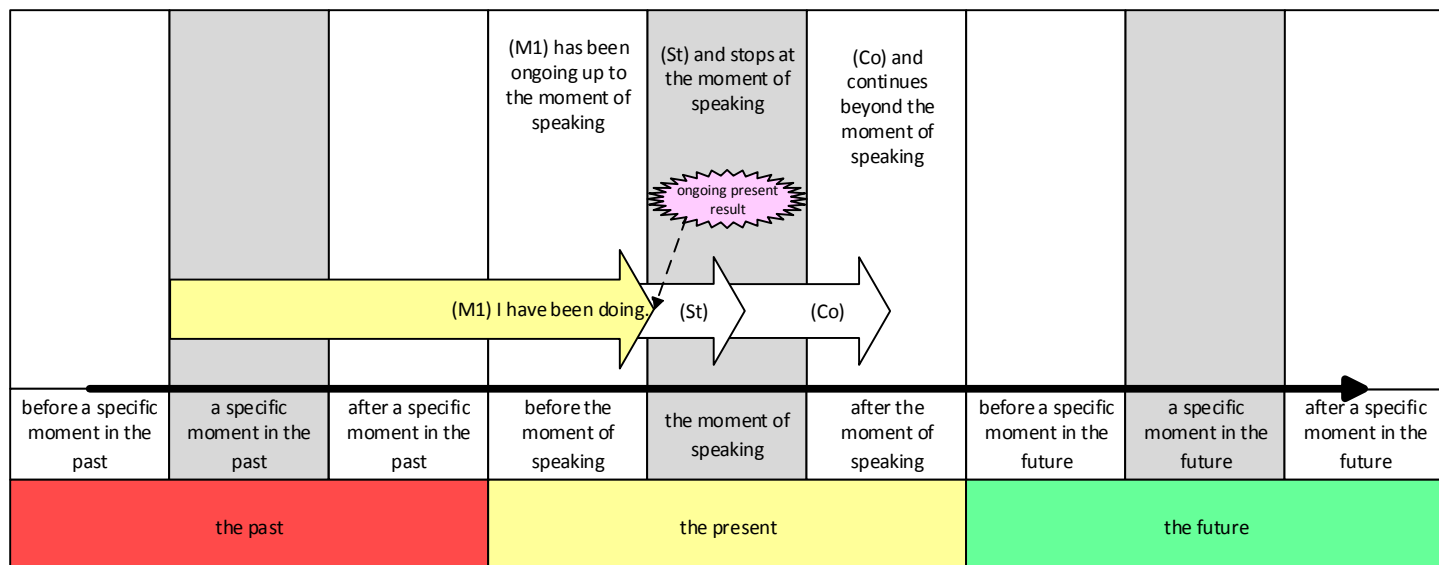 (M1) has been
ongoing up to
the moment of
speaking
(St) and stops at
the moment of
speaking
(Co) and
continues
beyond the
moment of
speaking
ongoing present
result
(M1) I have been doing.
(St)
(Co)
before a specific
moment in the
past
a specific
moment in the
past
after a specific
moment in the
past
before the
moment of
speaking
the moment of
speaking
after the
moment of
speaking
before a specific
moment in the
future
a specific
moment in the
future
after a specific
moment in the
future
the past
the present
the future